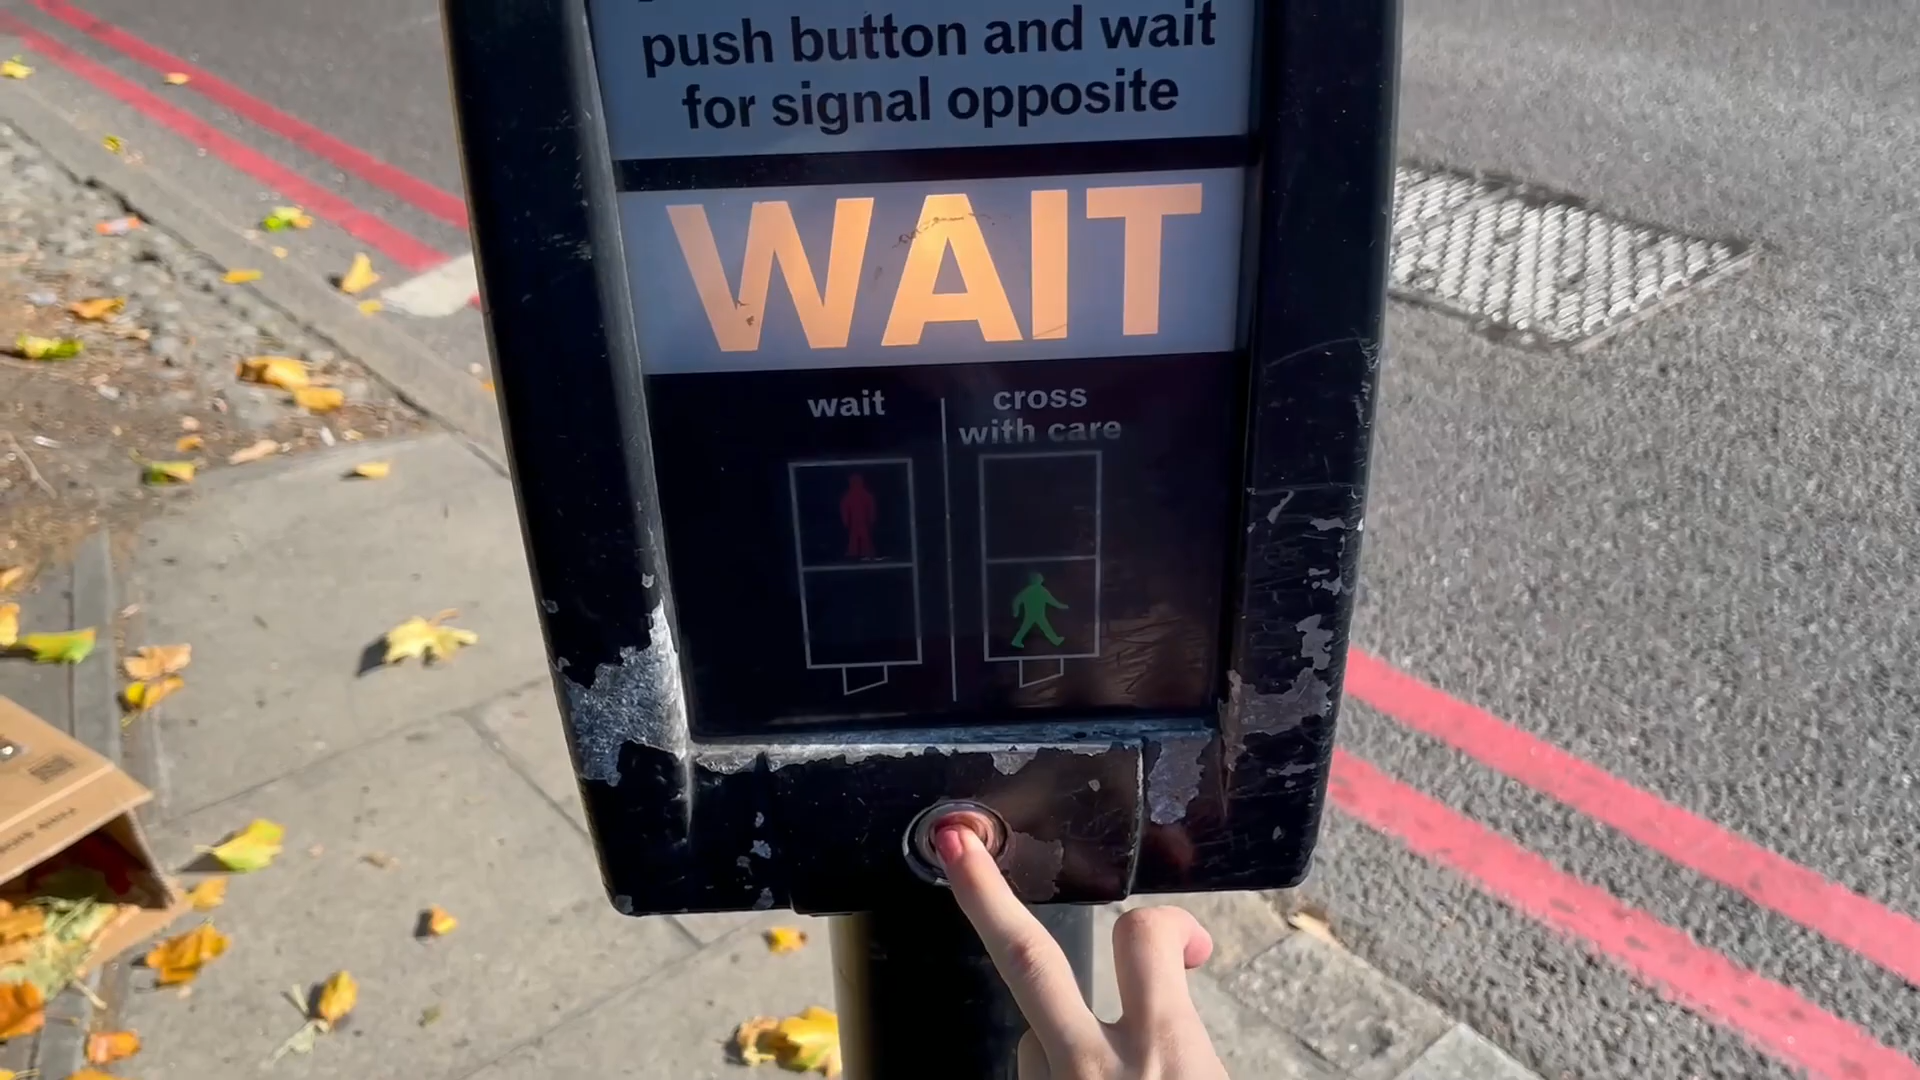 push button and wait
for signal opposite
WAIT
wait
cross
with care